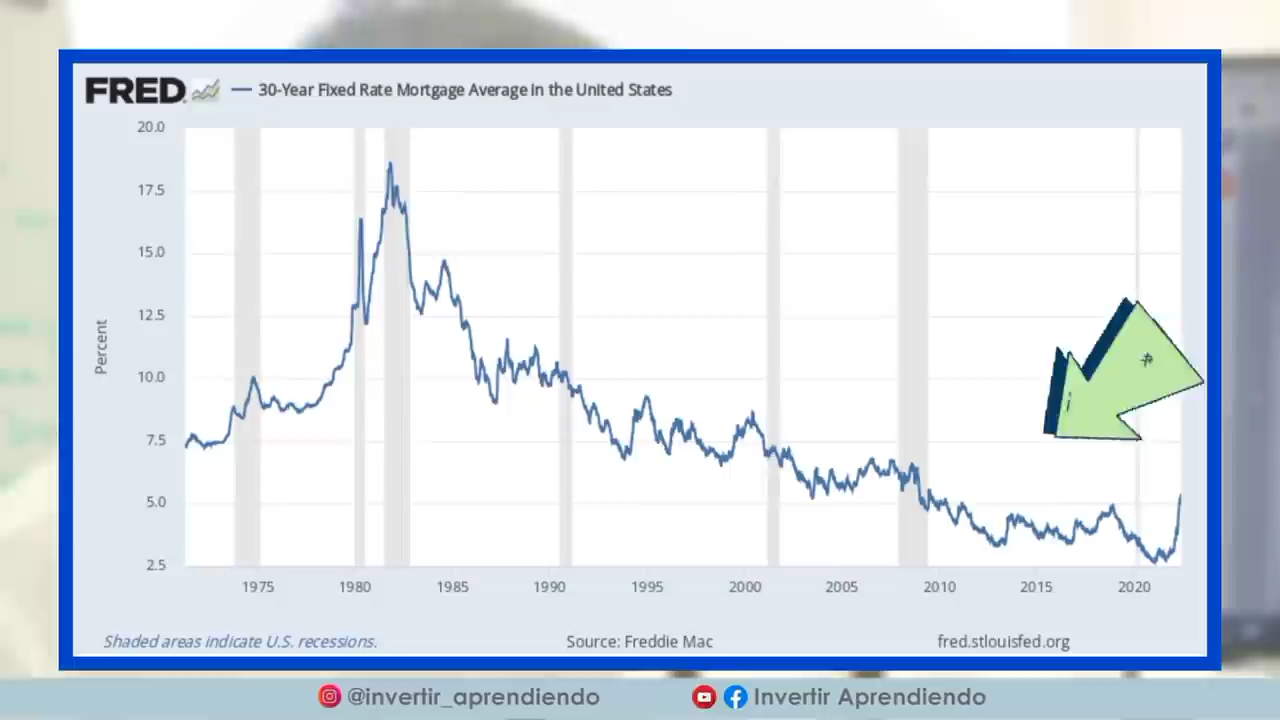 FRED
30-Year Fixed Rate Mortgage Average in the United States
20.0
17.5
15.0
12.5
10.0
7.5
5.0
2.5
Percent
1975 1980 1985 1990 1995 2000 2005 2010 2015 2020
Shaded areas indicate U.S. recessions. Source: Freddie Mac fred.stlouisfed.org
@invertir_aprendiendo Invertir Aprendiendo